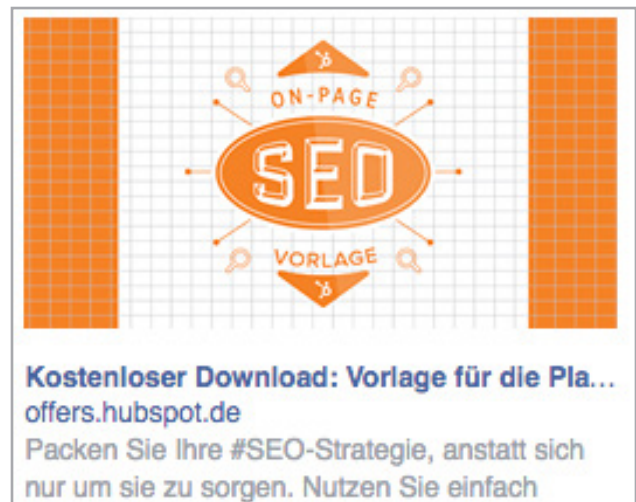 ON-PAGE
SEO
VORLAGE
Kostenloser Download: Vorlage für die Pla...
offers.hubspot.de
Packen Sie Ihre #SEO-Strategie, anstatt sich
nur um sie zu sorgen. Nutzen Sie einfach